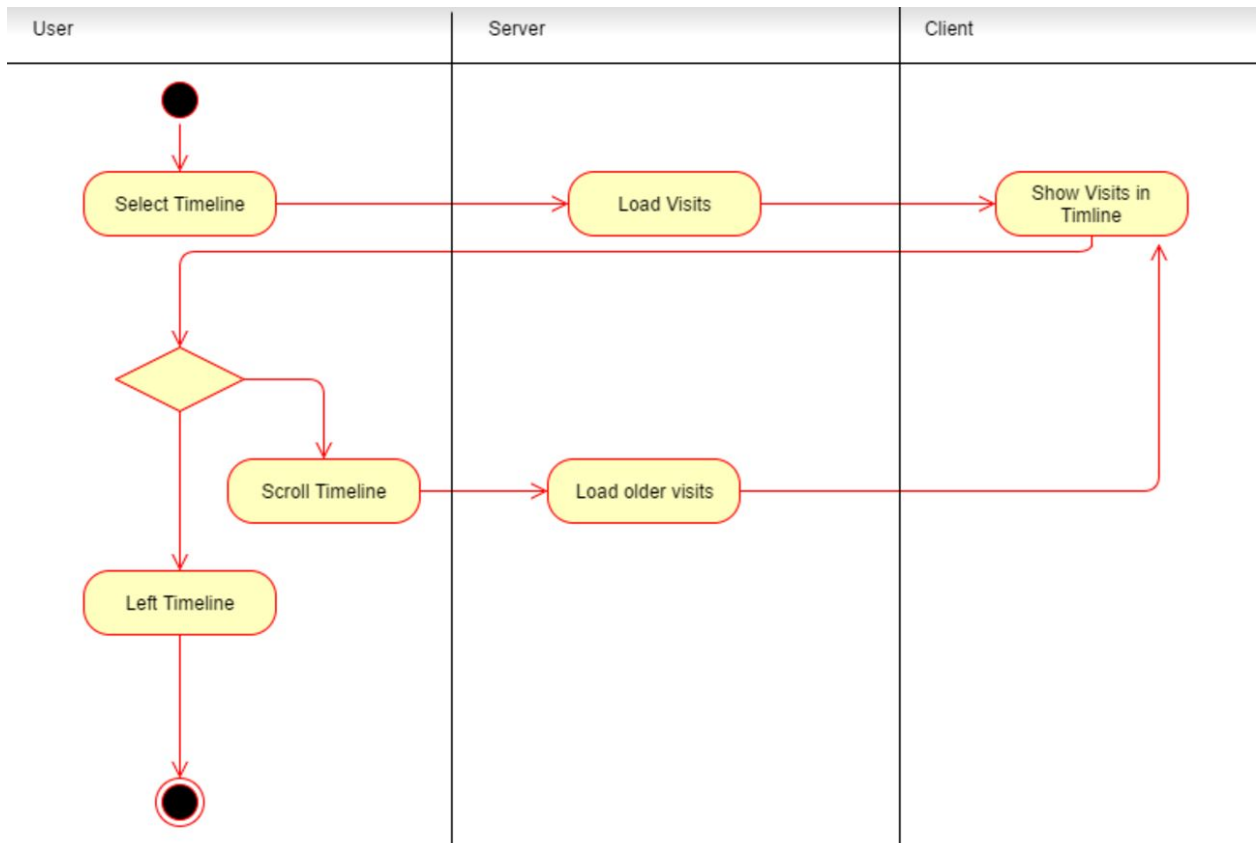 User
Server
Client
Select Timeline
Load Visits
Show Visits in
Timline
Scroll Timeline
Load older visits
Left Timeline